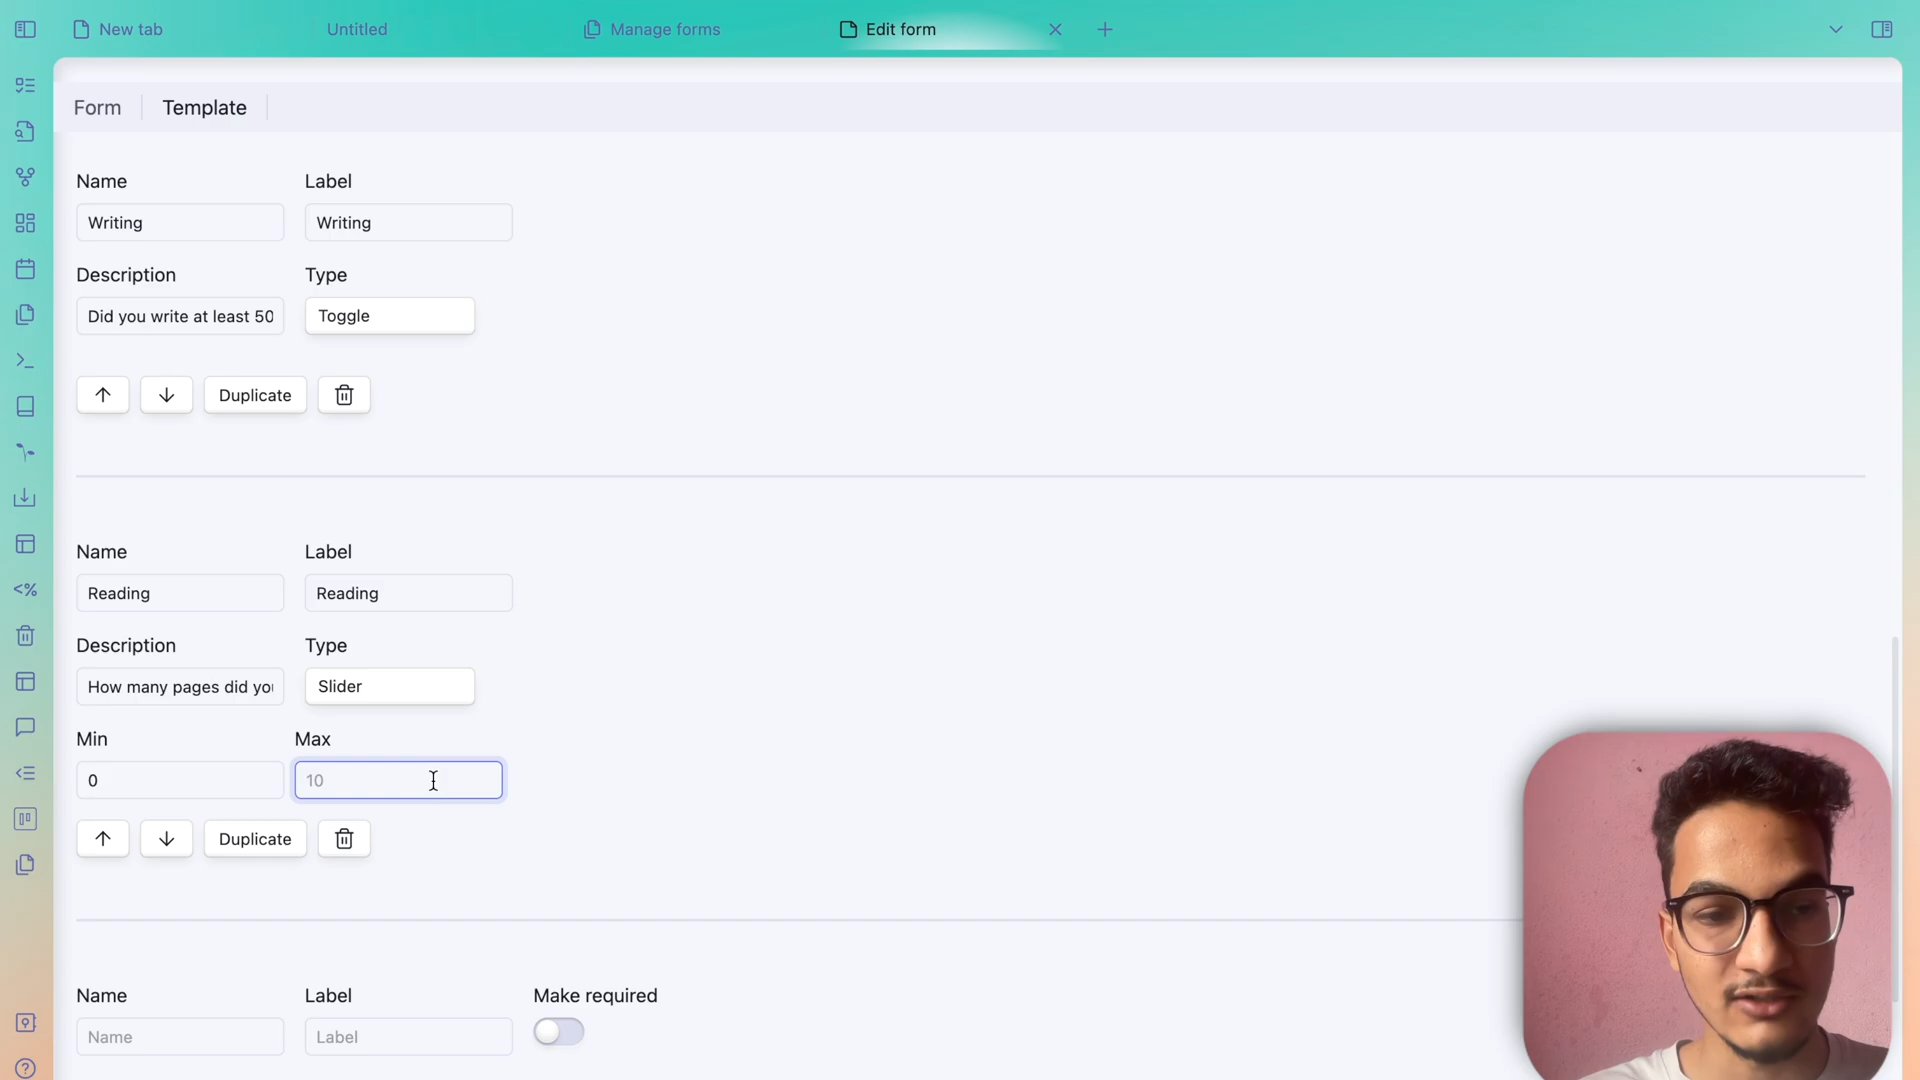 New tab
Untitled
Manage forms
Edit form
Form
Template
Name
Label
Writing
Writing
Description
Type
Did you write at least 50
Toggle
Duplicate
Name
Label
Reading
Reading
Description
Type
How many pages did you
Slider
Min
Max
0
10
Duplicate
<%
Name
Label
Make required
Name
Label